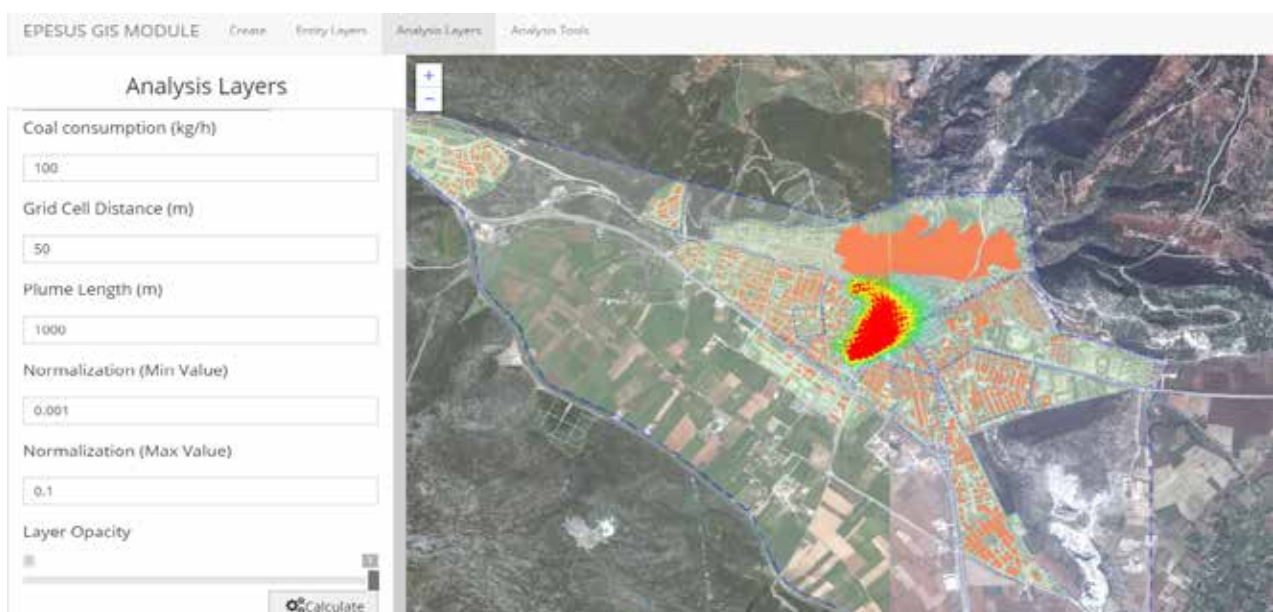 EPESUS GIS MODULE Create Entity Layers Analysis Layers Analysis Tools
Analysis Layers
+
−
Coal consumption (kg/h)
100
Grid Cell Distance (m)
50
Plume Length (m)
1000
Normalization (Min Value)
0.001
Normalization (Max Value)
0.1
Layer Opacity
1
Calculate